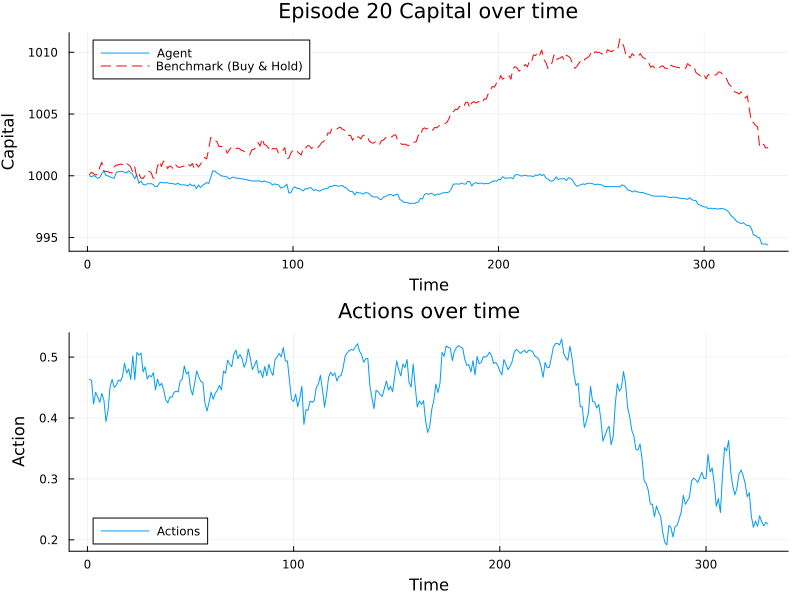 Episode 20 Capital over time
Capital
1010
1005
1000
995
Agent
Benchmark (Buy & Hold)
0 100 200 300
Time
Actions over time
Action
0.5
0.4
0.3
0.2
Actions
0 100 200 300
Time